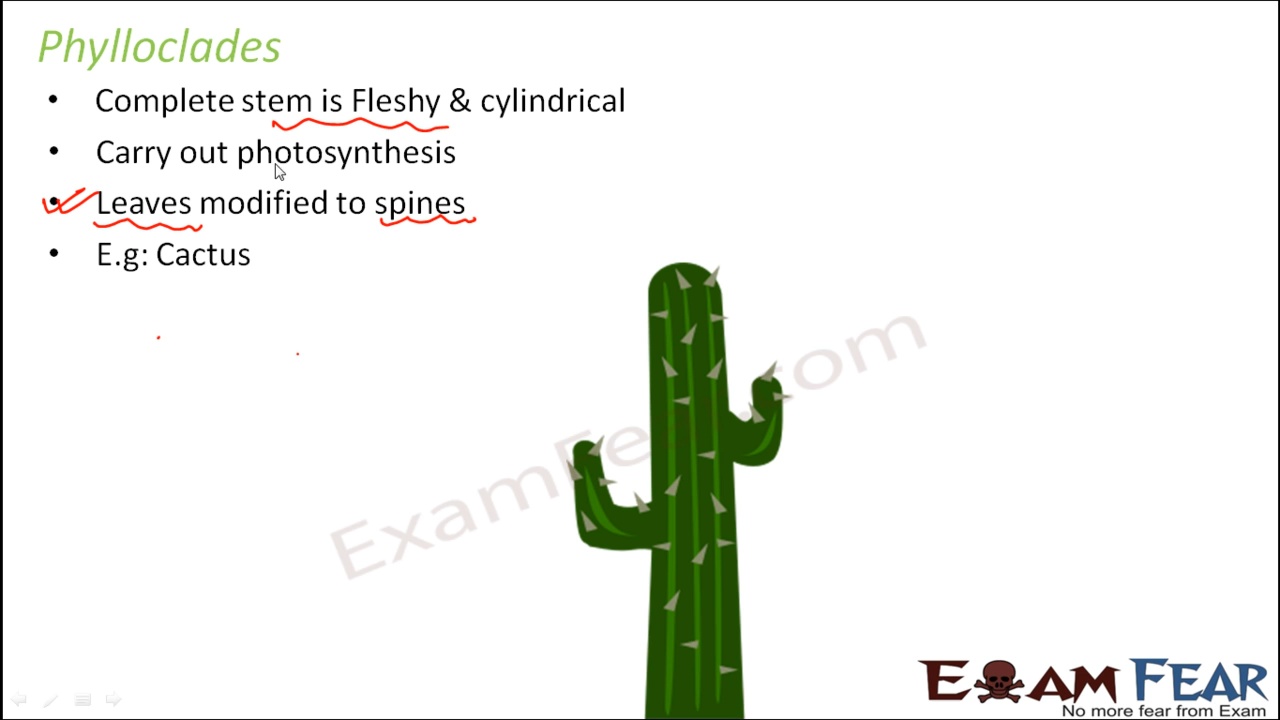 Phylloclades
• Complete stem is Fleshy & cylindrical
• Carry out photosynthesis
• Leaves modified to spines
• E.g: Cactus
ExamFear.com
EXAM FEAR
No more fear from Exam